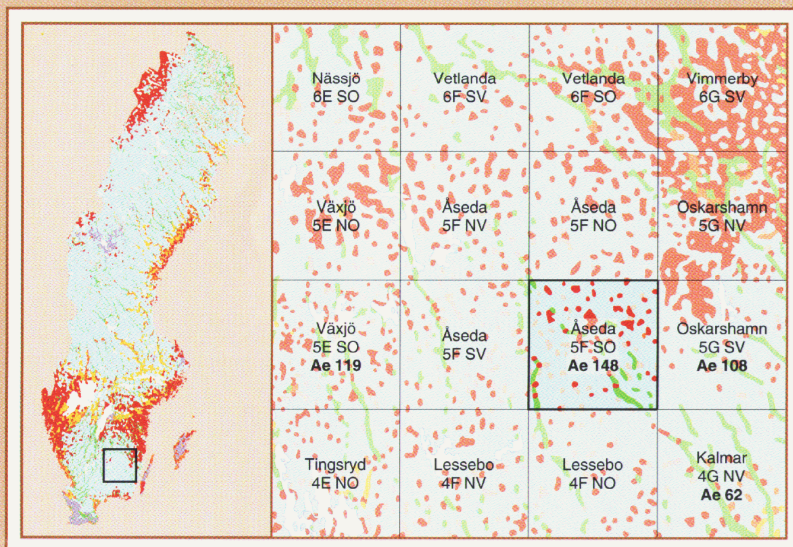 Nässjö
6E SO
Vetlanda
6F SV
Vetlanda
6F SO
Vimmerby
6G SV
Växjö
5E NO
Åseda
5F NV
Åseda
5F NO
Oskarshamn
5G NV
Växjö
5E SO
Ae 119
Åseda
5F SV
Åseda
5F SO
Ae 148
Oskarshamn
5G SV
Ae 108
Tingsryd
4E NO
Lessebo
4F NV
Lessebo
4F NO
Kalmar
4G NV
Ae 62